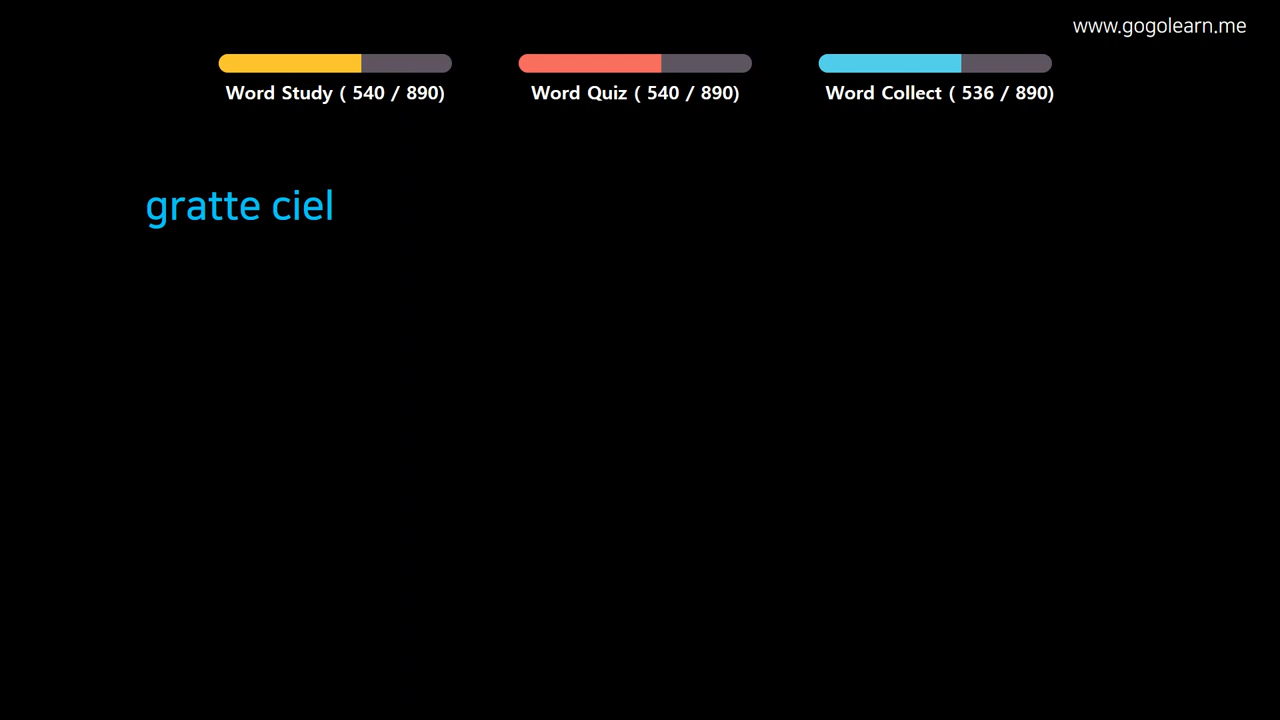 www.gogolearn.me
Word Study ( 540 / 890)
Word Quiz ( 540 / 890)
Word Collect ( 536 / 890)
gratte ciel